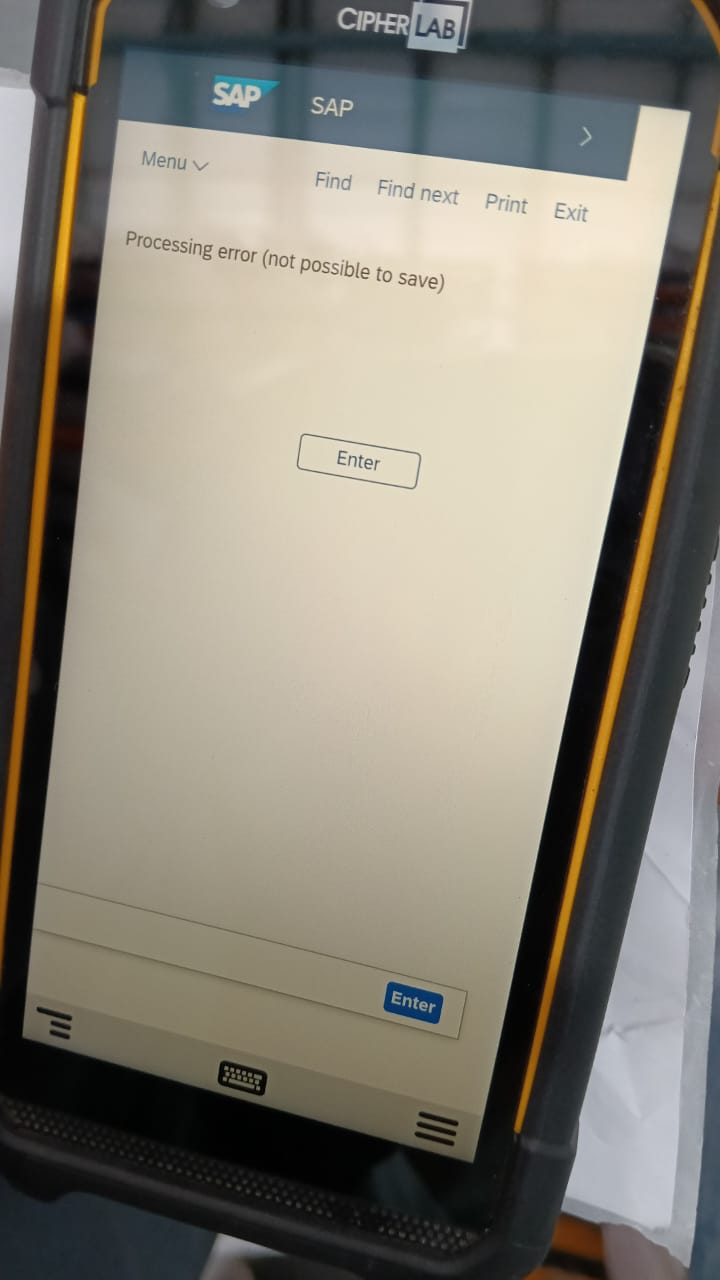 CIPHERLAB
SAP SAP
Menu Find Find next Print Exit
Processing error (not possible to save)
Enter
Enter